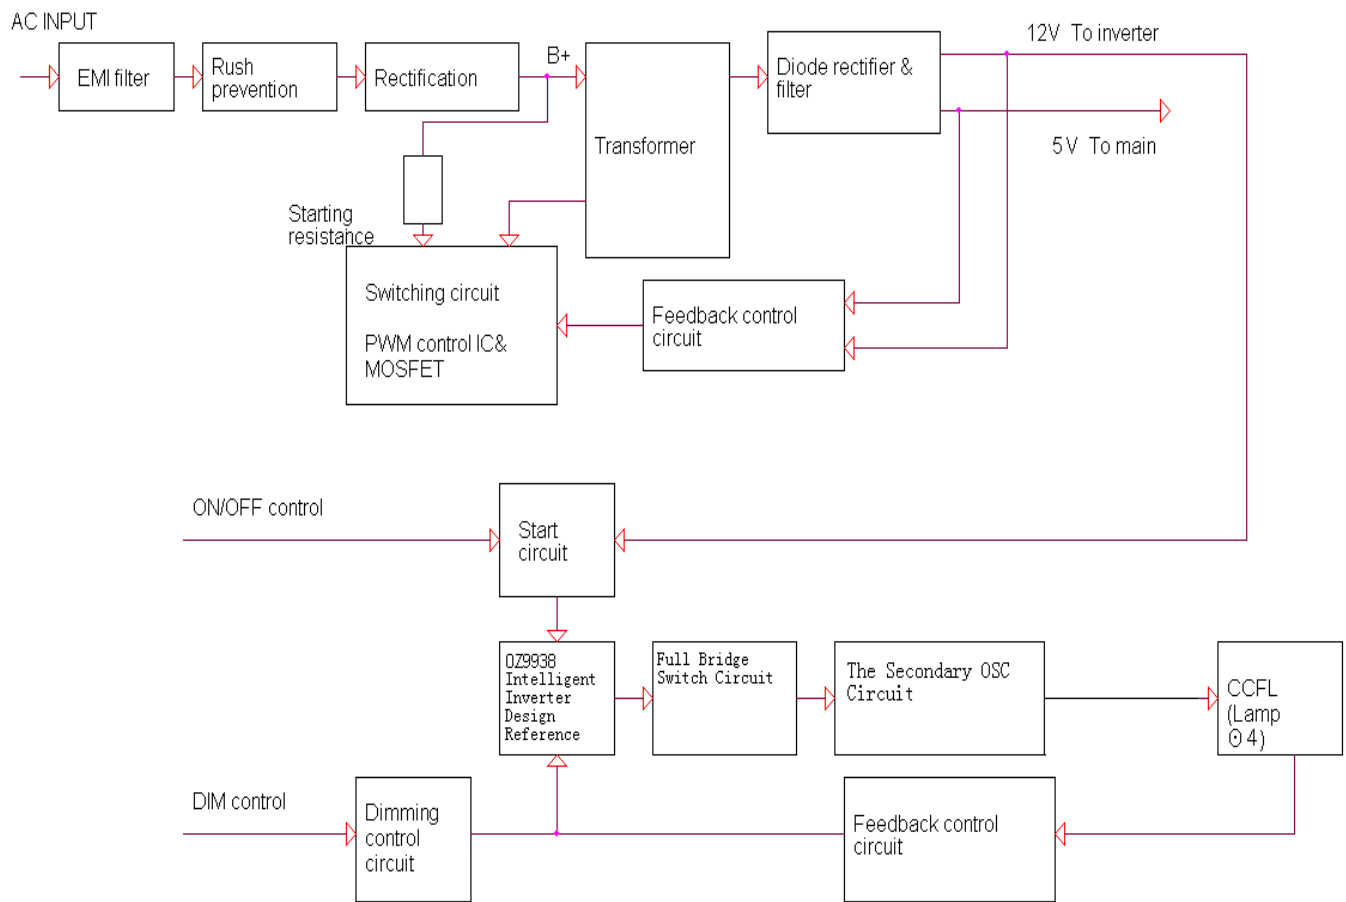 AC INPUT
EMI filter
Rush
prevention
Rectification
B+
Transformer
Diode rectifier &
filter
12V To inverter
5V To main
Starting
resistance
Switching circuit
PWM control IC&
MOSFET
Feedback control
circuit
ON/OFF control
Start
circuit
OZ9938
Intelligent
Inverter
Design
Reference
Full Bridge
Switch Circuit
The Secondary OSC
Circuit
CCFL
(Lamp
⊙4)
DIM control
Dimming
control
circuit
Feedback control
circuit